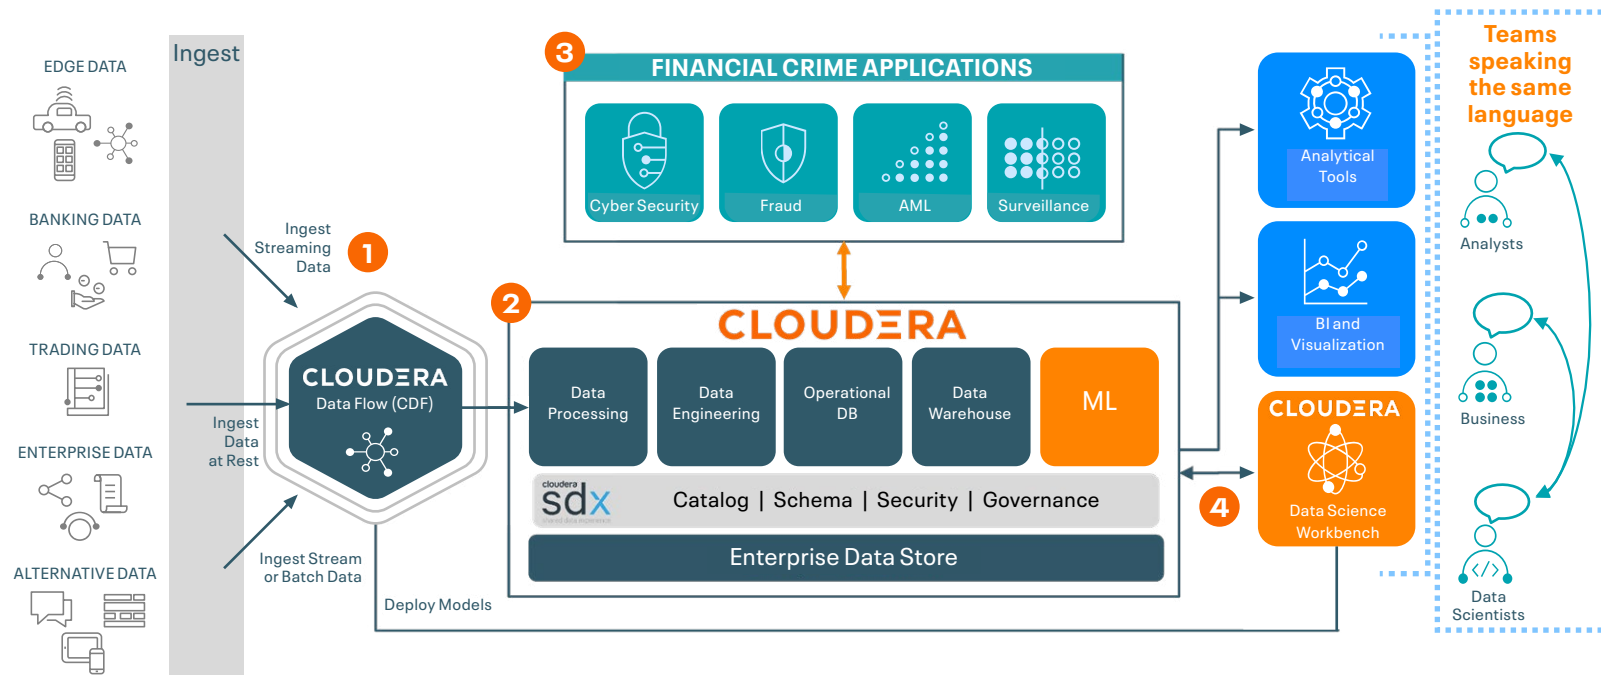 EDGE DATA
BANKING DATA
TRADING DATA
ENTERPRISE DATA
ALTERNATIVE DATA
Ingest
Ingest
Streaming
Data
1
Ingest
Data
at Rest
Ingest Stream
or Batch Data
CLOUDERA
Data Flow (CDF)
Deploy Models
3
FINANCIAL CRIME APPLICATIONS
Cyber Security
Fraud
AML
Surveillance
2
CLOUDERA
Data
Processing
Data
Engineering
Operational
DB
Data
Warehouse
ML
cloudera
sdx
shared data experience
Catalog | Schema | Security | Governance
Enterprise Data Store
4
Analytical
Tools
BI and
Visualization
CLOUDERA
Data Science
Workbench
Teams
speaking
the same
language
Analysts
Business
</>
Data
Scientists